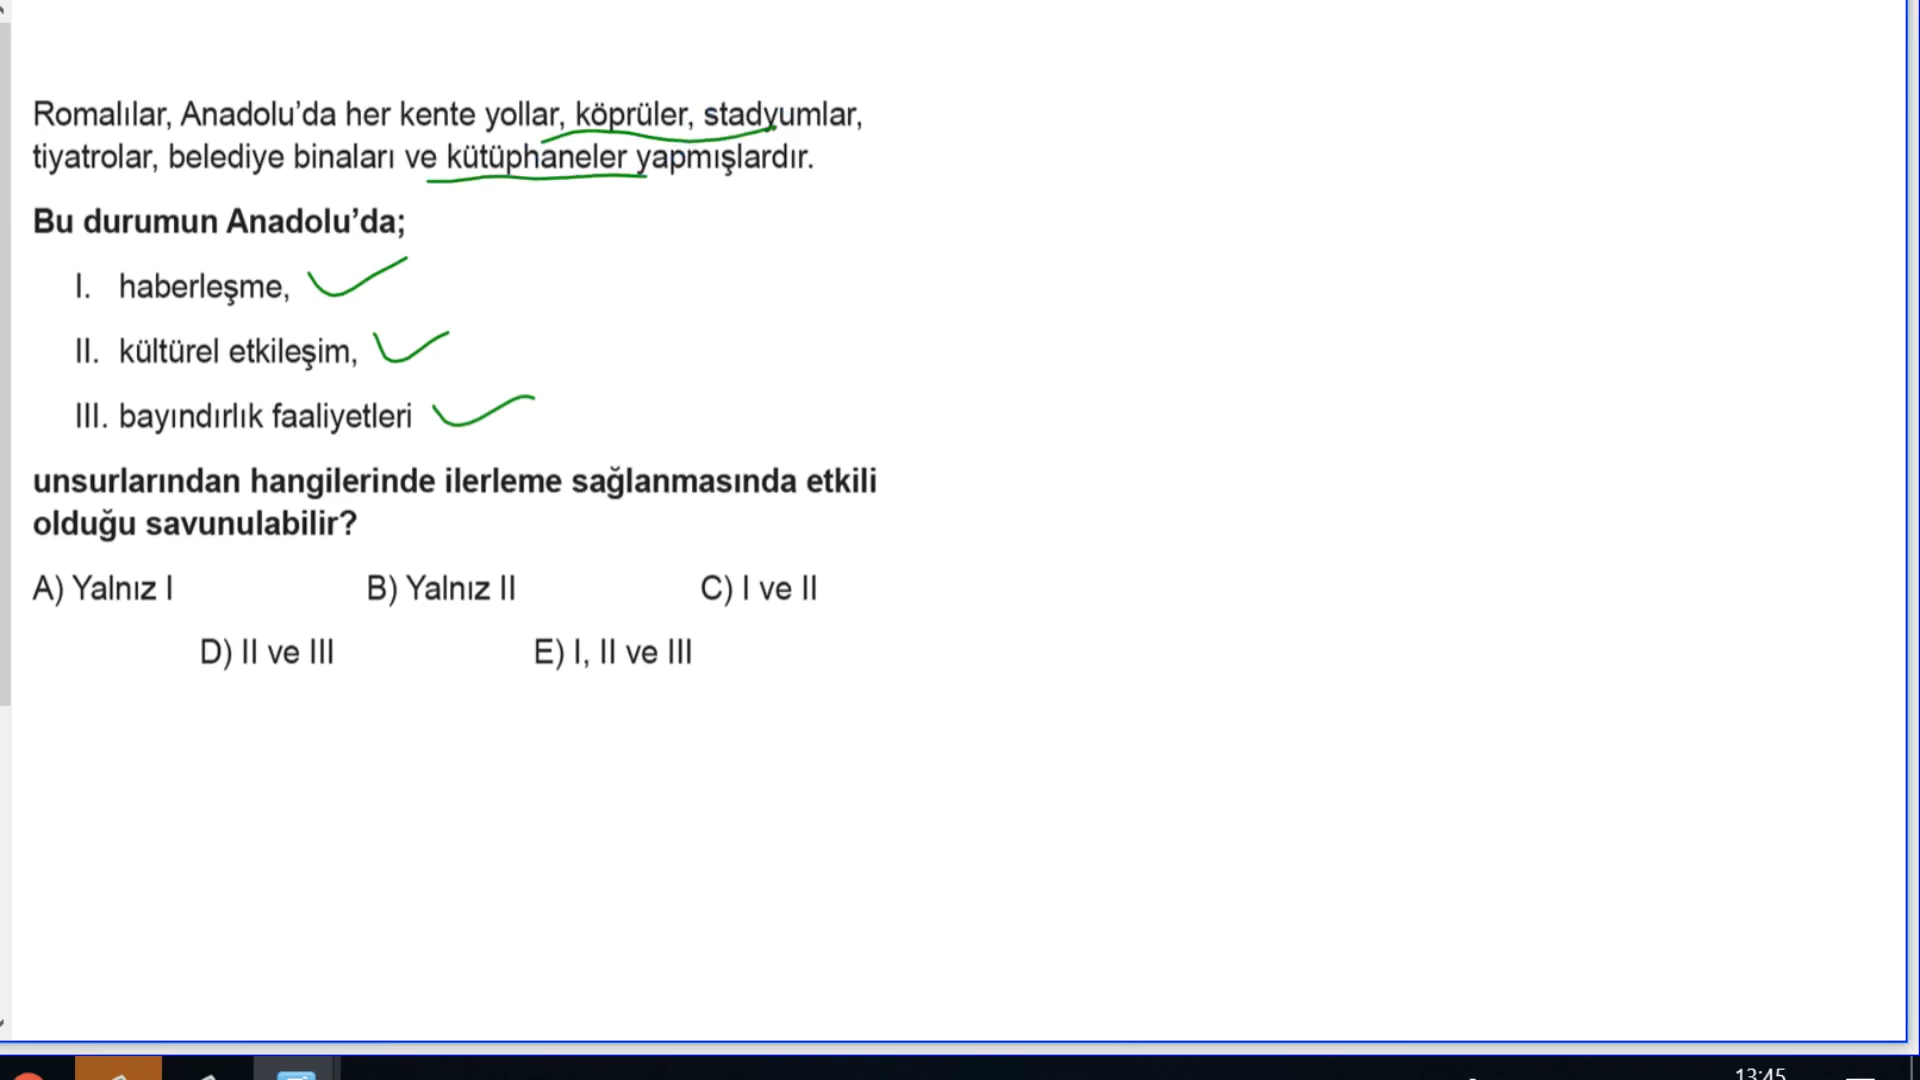 Romalılar, Anadolu’da her kente yollar, köprüler, stadyumlar,
tiyatrolar, belediye binaları ve kütüphaneler yapmışlardır.
Bu durumun Anadolu’da;
I. haberleşme,
II. kültürel etkileşim,
III. bayındırlık faaliyetleri
unsurlarından hangilerinde ilerleme sağlanmasında etkili
olduğu savunulabilir?
A) Yalnız I B) Yalnız II C) I ve II
D) II ve III E) I, II ve III
13:45